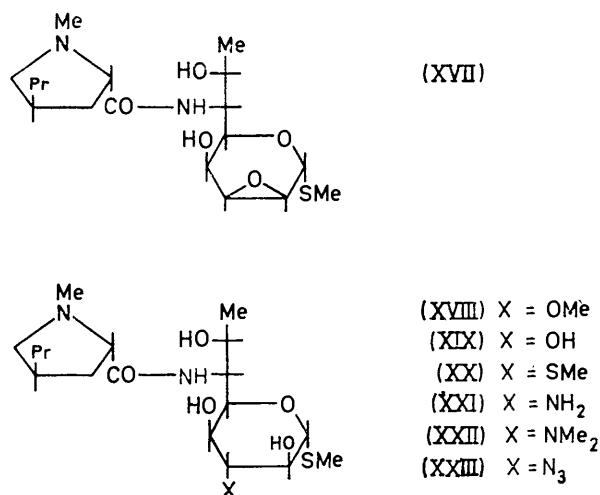 Me
N
Me
Pr
HO
(XVII)
CO—NH
HO
O
O
SMe
Me
N
Me
Pr
HO
CO—NH
HO
O
HO
SMe
X
(XVIII) X = OMe
(XIX) X = OH
(XX) X = SMe
(XXI) X = NH₂
(XXII) X = NMe₂
(XXIII) X = N₃